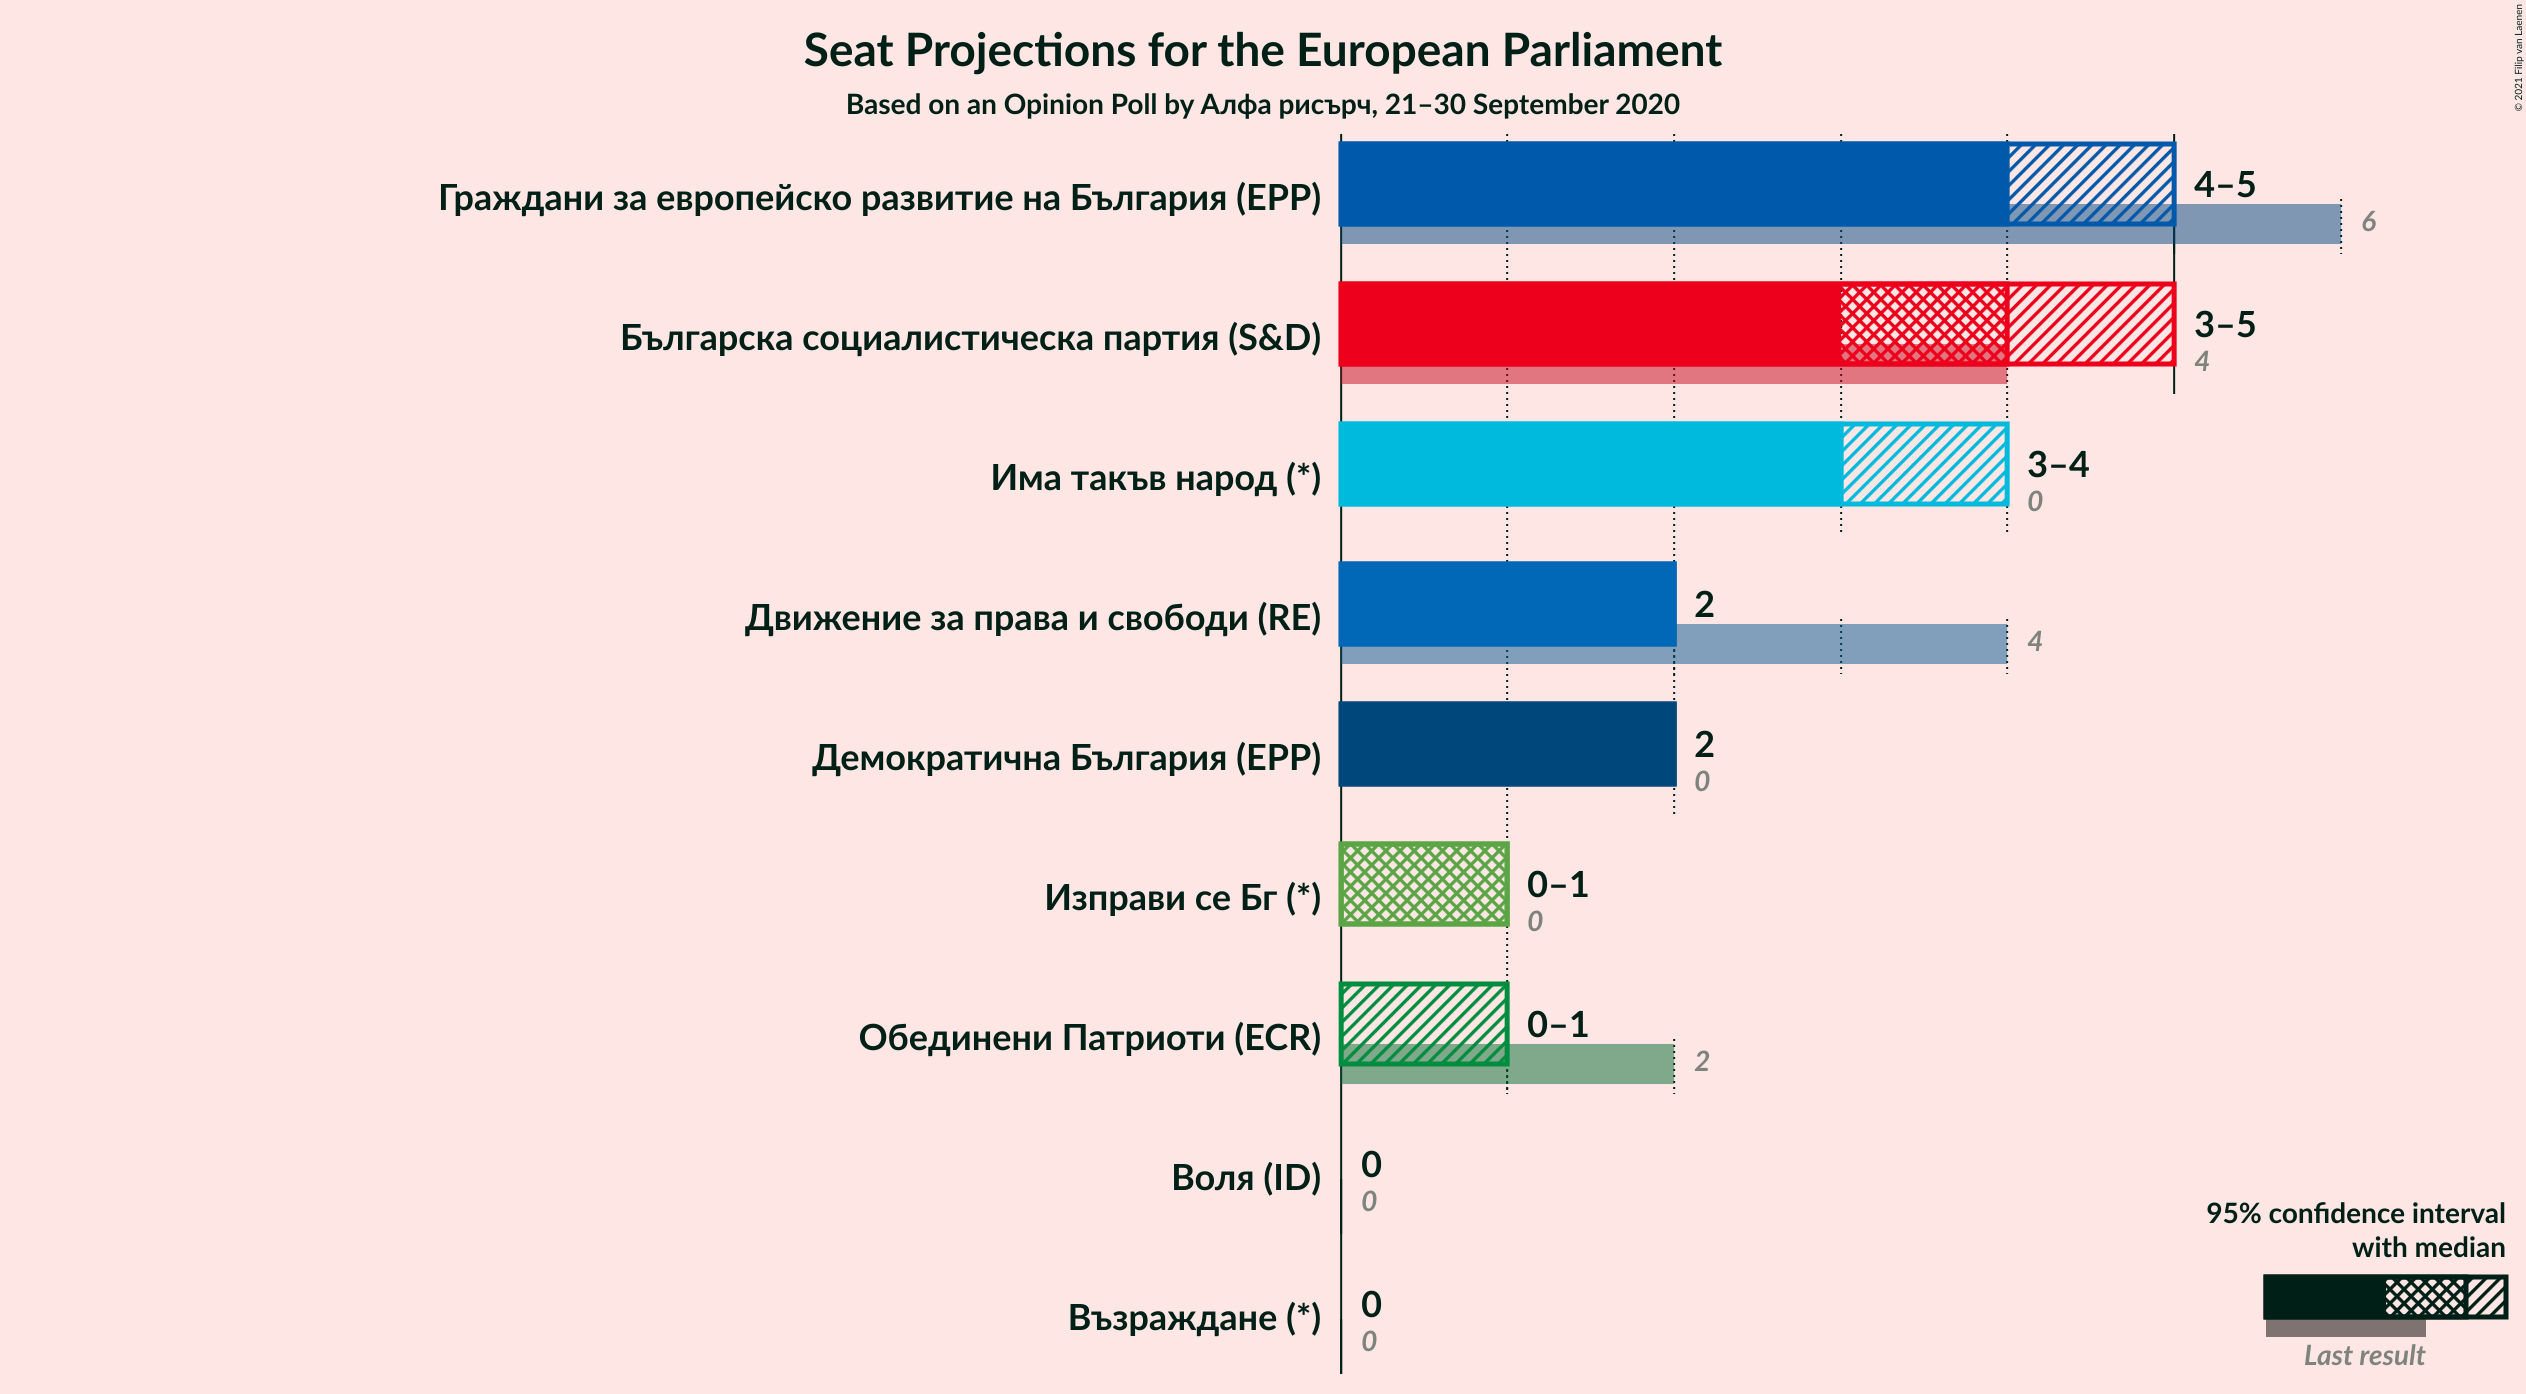 Seat Projections for the European Parliament
Based on an Opinion Poll by Алфа рисърч, 21–30 September 2020
© 2021 Filip van Laenen
Граждани за европейско развитие на България (EPP)
4–5
6
Българска социалистическа партия (S&D)
3–5
4
Има такъв народ (*)
3–4
0
Движение за права и свободи (RE)
2
4
Демократична България (EPP)
2
0
Изправи се Бг (*)
0–1
0
Обединени Патриоти (ECR)
0–1
2
Воля (ID)
0
0
Възраждане (*)
0
0
95% confidence interval
with median
Last result